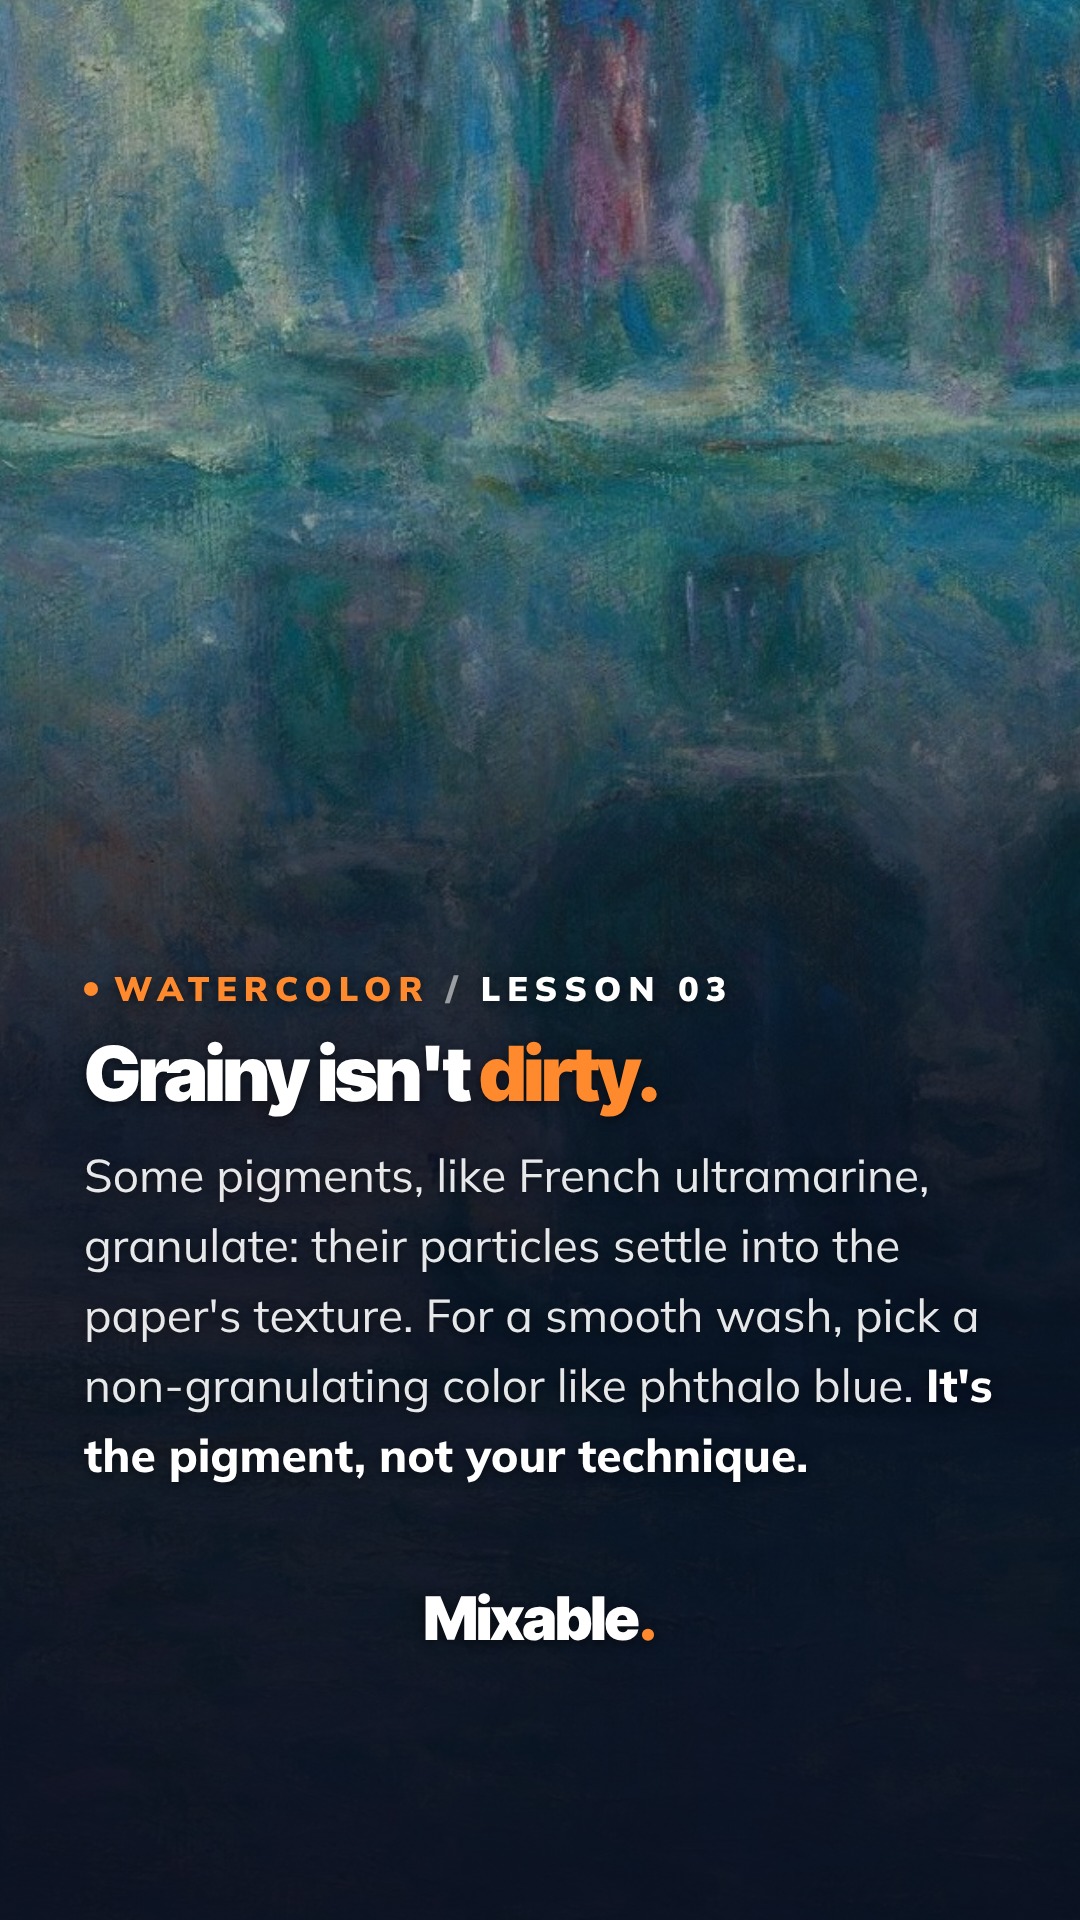 • WATERCOLOR / LESSON 03
Grainy isn't dirty.
Some pigments, like French ultramarine,
granulate: their particles settle into the
paper's texture. For a smooth wash, pick a
non-granulating color like phthalo blue. It's
the pigment, not your technique.
Mixable.